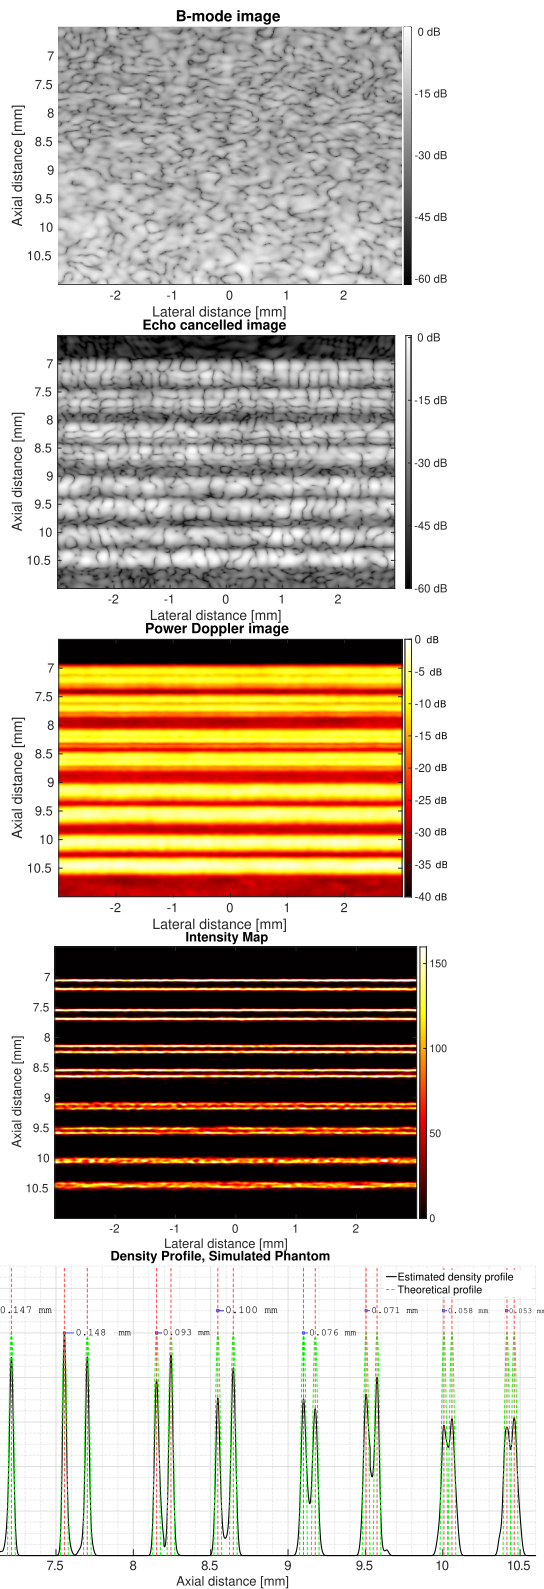 B-mode image
0 dB
-15 dB
-30 dB
-45 dB
-60 dB
7
7.5
8
8.5
9
9.5
10
10.5
Axial distance [mm]
-2 -1 0 1 2
Lateral distance [mm]
Echo cancelled image
0 dB
-15 dB
-30 dB
-45 dB
-60 dB
7
7.5
8
8.5
9
9.5
10
10.5
Axial distance [mm]
-2 -1 0 1 2
Lateral distance [mm]
Power Doppler image
0 dB
-5 dB
-10 dB
-15 dB
-20 dB
-25 dB
-30 dB
-35 dB
-40 dB
7
7.5
8
8.5
9
9.5
10
10.5
Axial distance [mm]
-2 -1 0 1 2
Lateral distance [mm]
Intensity Map
150
100
50
0
7
7.5
8
8.5
9
9.5
10
10.5
Axial distance [mm]
-2 -1 0 1 2
Lateral distance [mm]
Density Profile, Simulated Phantom
Estimated density profile
Theoretical profile
0.147 mm
0.148 mm
0.093 mm
0.100 mm
0.076 mm
0.071 mm
0.058 mm
0.053 mm
7.5 8 8.5 9 9.5 10 10.5
Axial distance [mm]